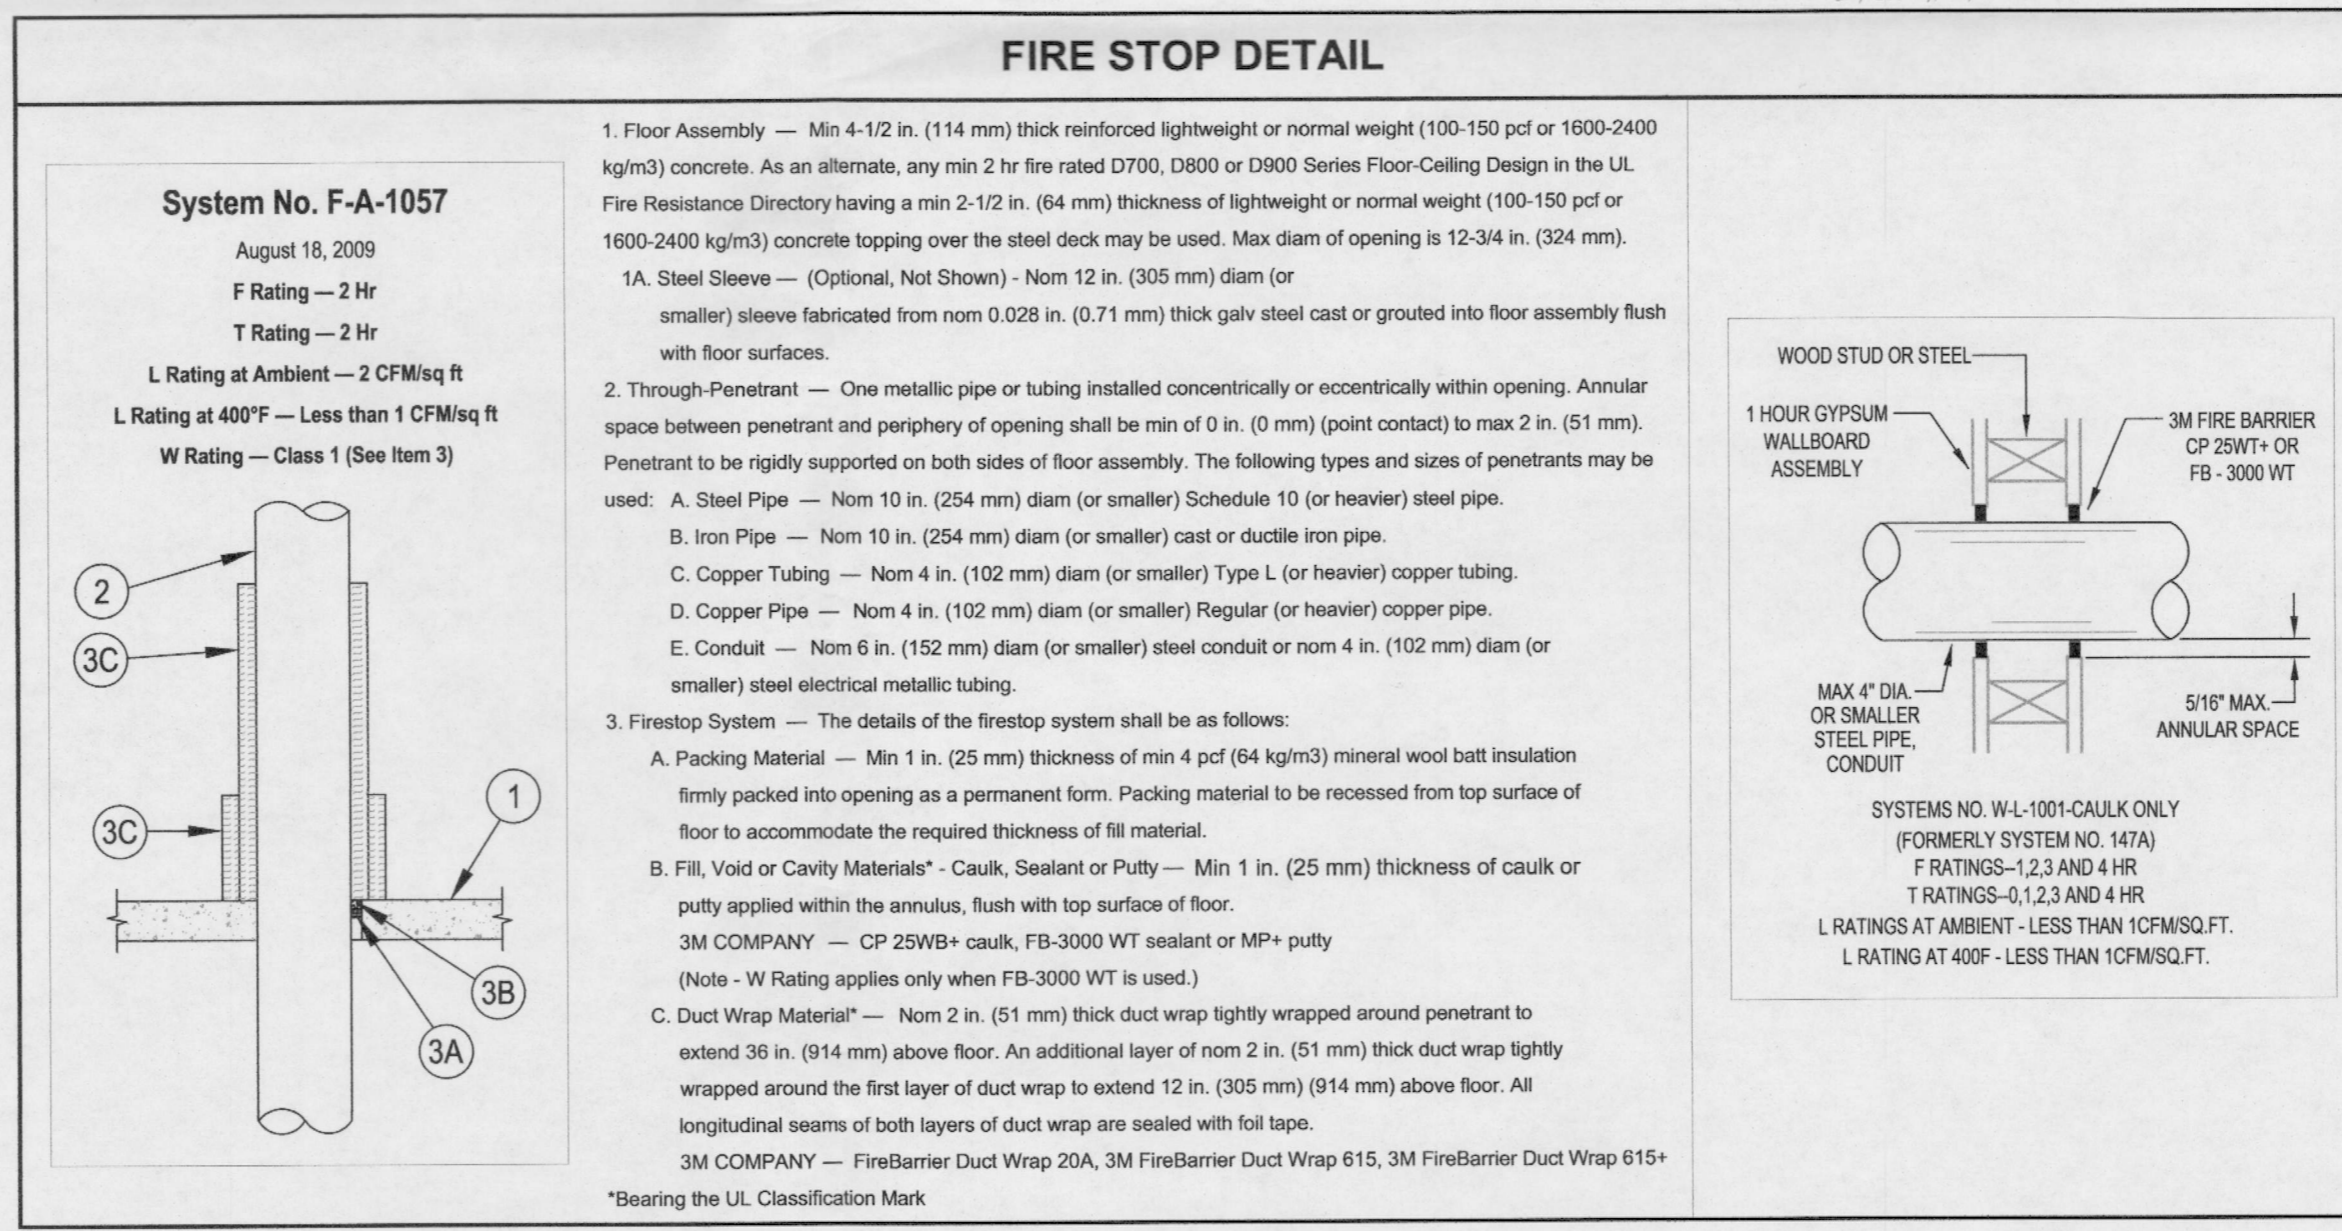 FIRE STOP DETAIL
System No. F-A-1057
August 18, 2009
F Rating — 2 Hr
T Rating — 2 Hr
L Rating at Ambient — 2 CFM/sq ft
L Rating at 400°F — Less than 1 CFM/sq ft
W Rating — Class 1 (See Item 3)
2
3C
3C
1
3B
3A
1. Floor Assembly — Min 4-1/2 in. (114 mm) thick reinforced lightweight or normal weight (100-150 pcf or 1600-2400
kg/m3) concrete. As an alternate, any min 2 hr fire rated D700, D800 or D900 Series Floor-Ceiling Design in the UL
Fire Resistance Directory having a min 2-1/2 in. (64 mm) thickness of lightweight or normal weight (100-150 pcf or
1600-2400 kg/m3) concrete topping over the steel deck may be used. Max diam of opening is 12-3/4 in. (324 mm).
1A. Steel Sleeve — (Optional, Not Shown) - Nom 12 in. (305 mm) diam (or
smaller) sleeve fabricated from nom 0.028 in. (0.71 mm) thick galv steel cast or grouted into floor assembly flush
with floor surfaces.
2. Through-Penetrant — One metallic pipe or tubing installed concentrically or eccentrically within opening. Annular
space between penetrant and periphery of opening shall be min of 0 in. (0 mm) (point contact) to max 2 in. (51 mm).
Penetrant to be rigidly supported on both sides of floor assembly. The following types and sizes of penetrants may be
used: A. Steel Pipe — Nom 10 in. (254 mm) diam (or smaller) Schedule 10 (or heavier) steel pipe.
B. Iron Pipe — Nom 10 in. (254 mm) diam (or smaller) cast or ductile iron pipe.
C. Copper Tubing — Nom 4 in. (102 mm) diam (or smaller) Type L (or heavier) copper tubing.
D. Copper Pipe — Nom 4 in. (102 mm) diam (or smaller) Regular (or heavier) copper pipe.
E. Conduit — Nom 6 in. (152 mm) diam (or smaller) steel conduit or nom 4 in. (102 mm) diam (or
smaller) steel electrical metallic tubing.
3. Firestop System — The details of the firestop system shall be as follows:
A. Packing Material — Min 1 in. (25 mm) thickness of min 4 pcf (64 kg/m3) mineral wool batt insulation
firmly packed into opening as a permanent form. Packing material to be recessed from top surface of
floor to accommodate the required thickness of fill material.
B. Fill, Void or Cavity Materials* - Caulk, Sealant or Putty — Min 1 in. (25 mm) thickness of caulk or
putty applied within the annulus, flush with top surface of floor.
3M COMPANY — CP 25WB+ caulk, FB-3000 WT sealant or MP+ putty
(Note - W Rating applies only when FB-3000 WT is used.)
C. Duct Wrap Material* — Nom 2 in. (51 mm) thick duct wrap tightly wrapped around penetrant to
extend 36 in. (914 mm) above floor. An additional layer of nom 2 in. (51 mm) thick duct wrap tightly
wrapped around the first layer of duct wrap to extend 12 in. (305 mm) (914 mm) above floor. All
longitudinal seams of both layers of duct wrap are sealed with foil tape.
3M COMPANY — FireBarrier Duct Wrap 20A, 3M FireBarrier Duct Wrap 615, 3M FireBarrier Duct Wrap 615+
*Bearing the UL Classification Mark
WOOD STUD OR STEEL
1 HOUR GYPSUM
WALLBOARD
ASSEMBLY
3M FIRE BARRIER
CP 25WT+ OR
FB - 3000 WT
MAX 4" DIA.
OR SMALLER
STEEL PIPE,
CONDUIT
5/16" MAX.
ANNULAR SPACE
SYSTEMS NO. W-L-1001-CAULK ONLY
(FORMERLY SYSTEM NO. 147A)
F RATINGS--1,2,3 AND 4 HR
T RATINGS--0,1,2,3 AND 4 HR
L RATINGS AT AMBIENT - LESS THAN 1CFM/SQ.FT.
L RATING AT 400F - LESS THAN 1CFM/SQ.FT.